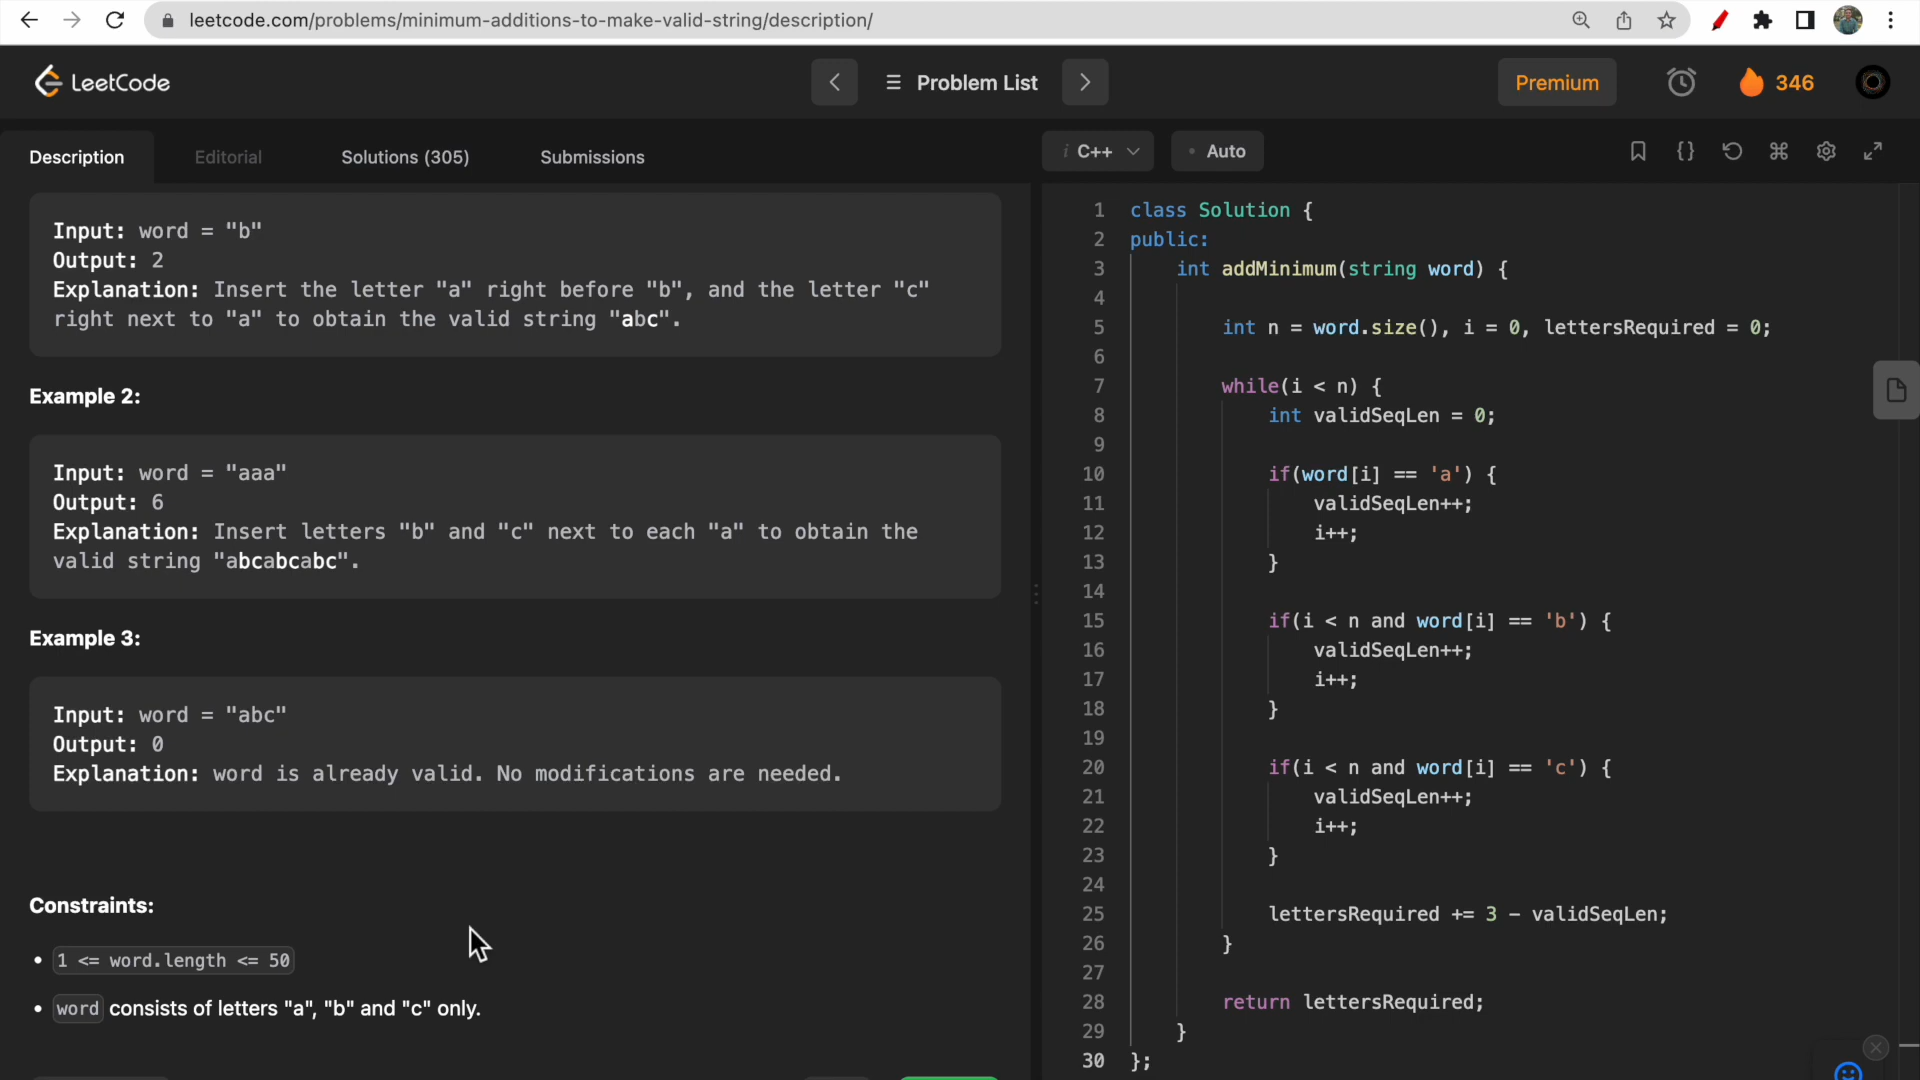 leetcode.com/problems/minimum-additions-to-make-valid-string/description/
LeetCode
Problem List
Premium
346
Description
Editorial
Solutions (305)
Submissions
Input: word = "b"
Output: 2
Explanation: Insert the letter "a" right before "b", and the letter "c"
right next to "a" to obtain the valid string "abc".
Example 2:
Input: word = "aaa"
Output: 6
Explanation: Insert letters "b" and "c" next to each "a" to obtain the
valid string "abcabcabc".
Example 3:
Input: word = "abc"
Output: 0
Explanation: word is already valid. No modifications are needed.
Constraints:
• 1 <= word.length <= 50
• word consists of letters "a", "b" and "c" only.
i C++
• Auto
1 class Solution {
2 public:
3 int addMinimum(string word) {
4
5 int n = word.size(), i = 0, lettersRequired = 0;
6
7 while(i < n) {
8 int validSeqLen = 0;
9
10 if(word[i] == 'a') {
11 validSeqLen++;
12 i++;
13 }
14
15 if(i < n and word[i] == 'b') {
16 validSeqLen++;
17 i++;
18 }
19
20 if(i < n and word[i] == 'c') {
21 validSeqLen++;
22 i++;
23 }
24
25 lettersRequired += 3 - validSeqLen;
26 }
27
28 return lettersRequired;
29 }
30 };